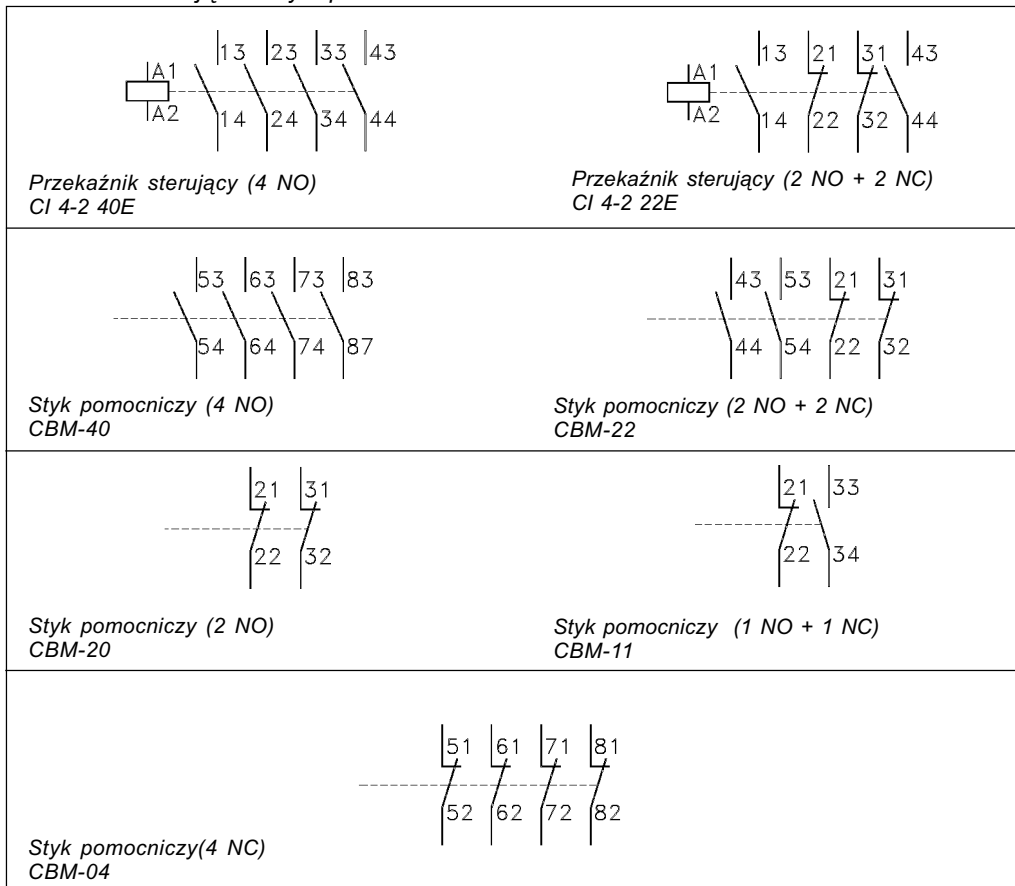 13 23 33 43
A1
A2
14 24 34 44
Przekaźnik sterujący (4 NO)
CI 4-2 40E
13 21 31 43
A1
A2
14 22 32 44
Przekaźnik sterujący (2 NO + 2 NC)
CI 4-2 22E
53 63 73 83
54 64 74 87
Styk pomocniczy (4 NO)
CBM-40
43 53 21 31
44 54 22 32
Styk pomocniczy (2 NO + 2 NC)
CBM-22
21 31
22 32
Styk pomocniczy (2 NO)
CBM-20
21 33
22 34
Styk pomocniczy (1 NO + 1 NC)
CBM-11
51 61 71 81
52 62 72 82
Styk pomocniczy(4 NC)
CBM-04